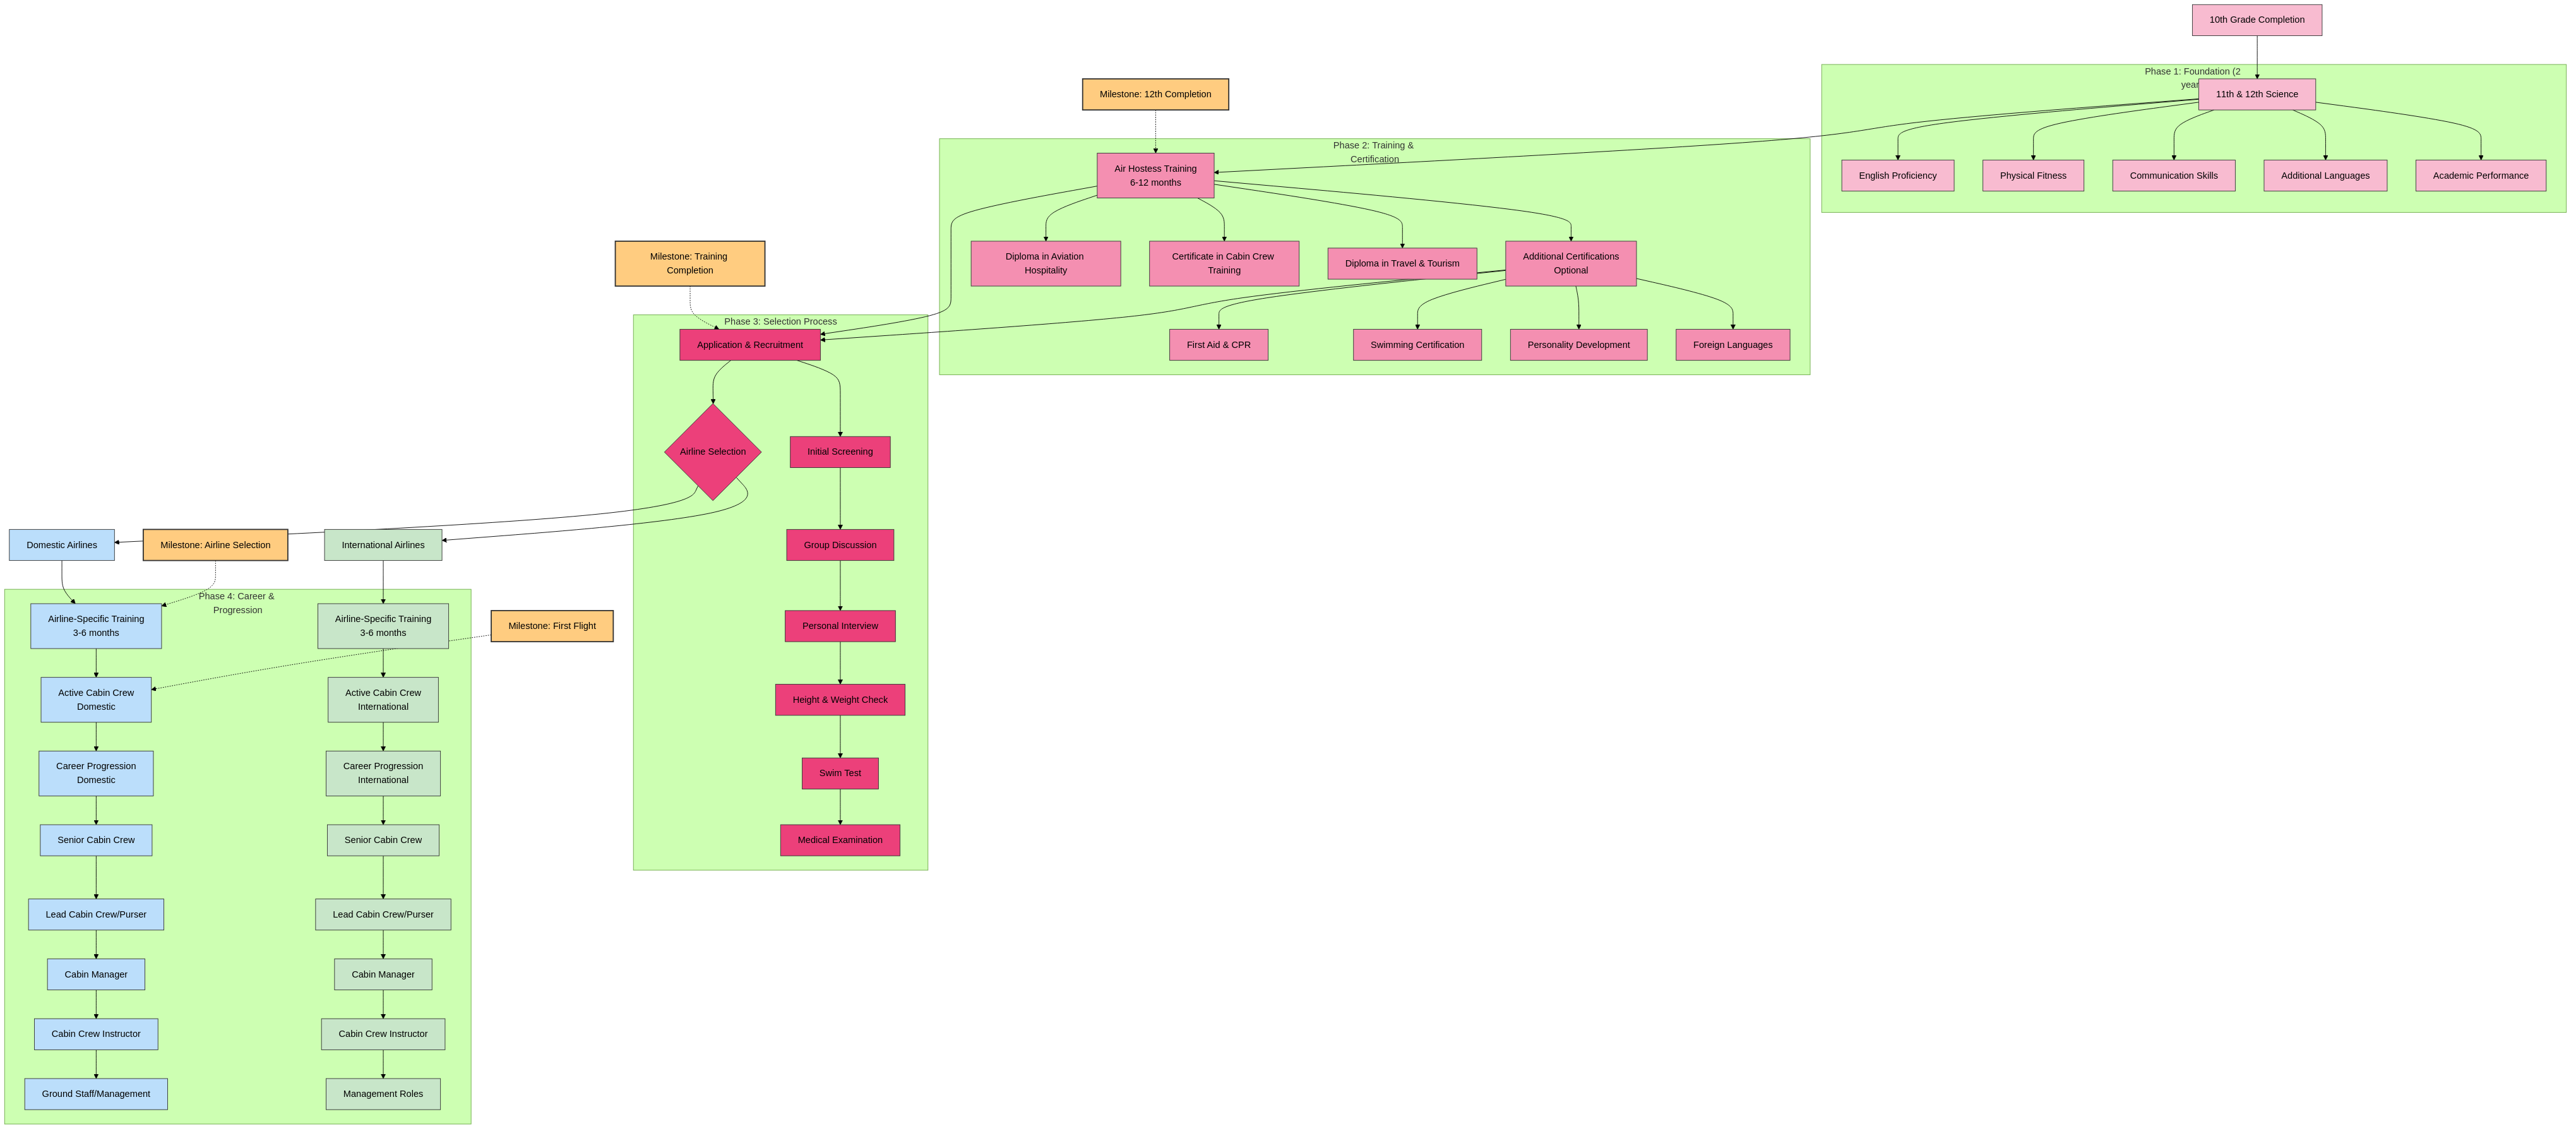 10th Grade Completion
Phase 1: Foundation (2
year
11th & 12th Science
English Proficiency
Physical Fitness
Communication Skills
Additional Languages
Academic Performance
Milestone: 12th Completion
Phase 2: Training &
Certification
Air Hostess Training
6-12 months
Diploma in Aviation
Hospitality
Certificate in Cabin Crew
Training
Diploma in Travel & Tourism
Additional Certifications
Optional
First Aid & CPR
Swimming Certification
Personality Development
Foreign Languages
Milestone: Training
Completion
Phase 3: Selection Process
Application & Recruitment
Airline Selection
Initial Screening
Group Discussion
Personal Interview
Height & Weight Check
Swim Test
Medical Examination
Domestic Airlines
Milestone: Airline Selection
International Airlines
Phase 4: Career &
Progression
Milestone: First Flight
Airline-Specific Training
3-6 months
Active Cabin Crew
Domestic
Career Progression
Domestic
Senior Cabin Crew
Lead Cabin Crew/Purser
Cabin Manager
Cabin Crew Instructor
Ground Staff/Management
Airline-Specific Training
3-6 months
Active Cabin Crew
International
Career Progression
International
Senior Cabin Crew
Lead Cabin Crew/Purser
Cabin Manager
Cabin Crew Instructor
Management Roles